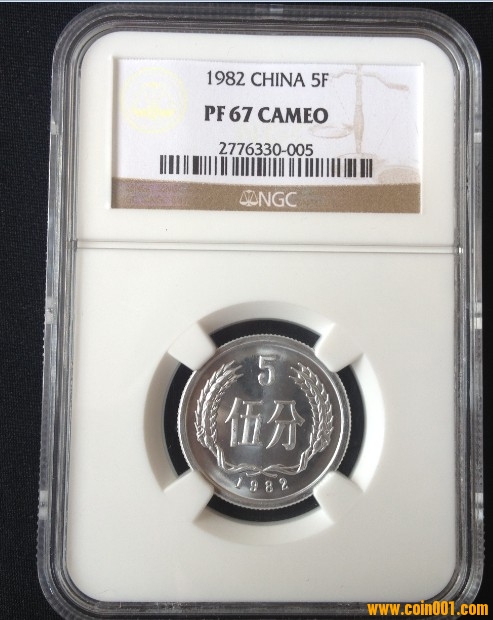 1982 CHINA 5F
PF 67 CAMEO
2776330-005
NGC
5
伍分
1982
www.coin001.com